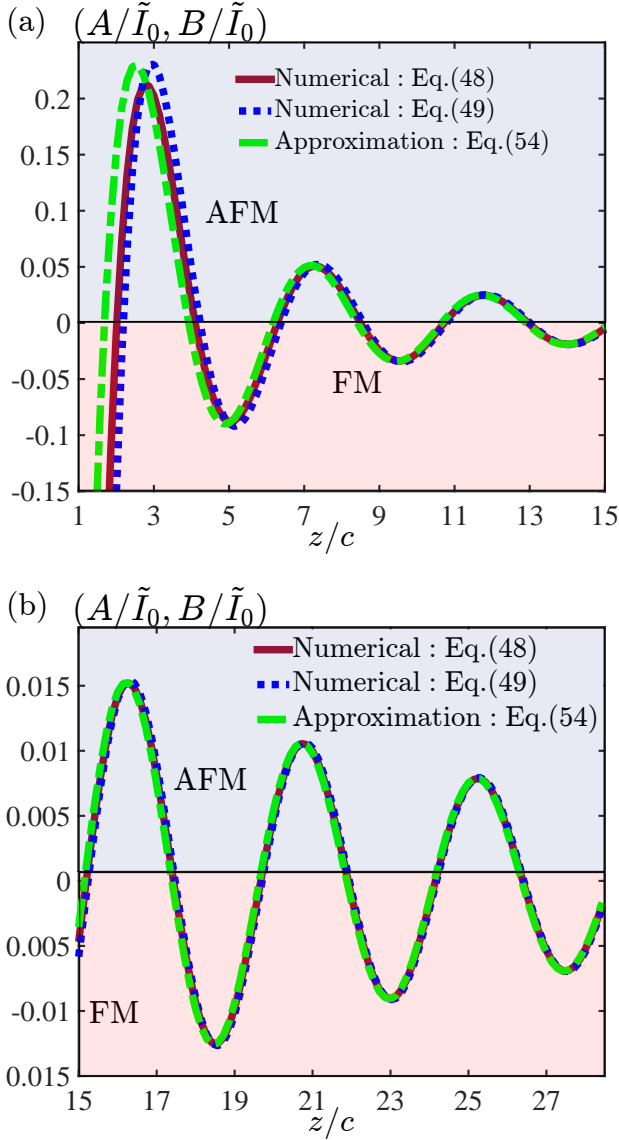 (a) (A/Ĩ₀, B/Ĩ₀)
Numerical : Eq.(48)
Numerical : Eq.(49)
Approximation : Eq.(54)
0.2
0.15
0.1
0.05
0
-0.05
-0.1
-0.15
AFM
FM
1 3 5 7 9 11 13 15
z/c
(b) (A/Ĩ₀, B/Ĩ₀)
Numerical : Eq.(48)
Numerical : Eq.(49)
Approximation : Eq.(54)
0.015
0.01
0.005
0
0.005
-0.01
0.015
AFM
FM
15 17 19 21 23 25 27
z/c